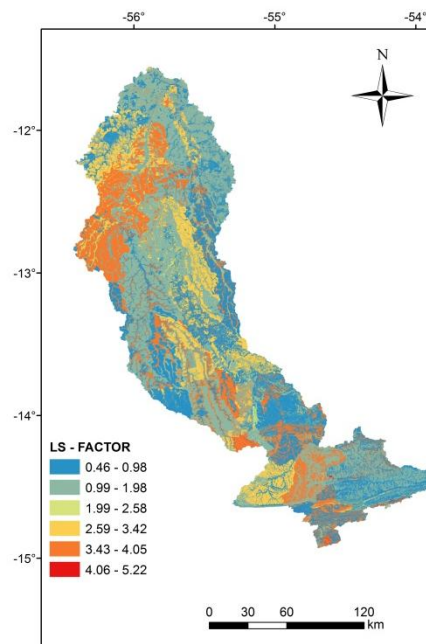 -56° -55° -54°
N
-12°
-13°
-14°
-15°
LS - FACTOR
0.46 - 0.98
0.99 - 1.98
1.99 - 2.58
2.59 - 3.42
3.43 - 4.05
4.06 - 5.22
0 30 60 120
km